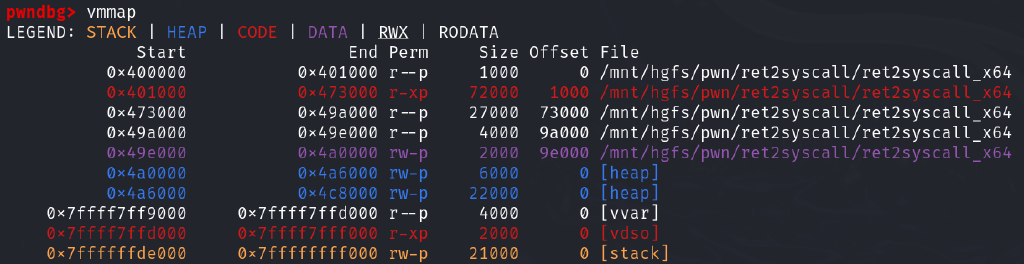 pwndbg> vmmap
LEGEND: STACK | HEAP | CODE | DATA | RWX | RODATA
Start End Perm Size Offset File
0x400000 0x401000 r--p 1000 0 /mnt/hgfs/pwn/ret2syscall/ret2syscall_x64
0x401000 0x473000 r-xp 72000 1000 /mnt/hgfs/pwn/ret2syscall/ret2syscall_x64
0x473000 0x49a000 r--p 27000 73000 /mnt/hgfs/pwn/ret2syscall/ret2syscall_x64
0x49a000 0x49e000 r--p 4000 9a000 /mnt/hgfs/pwn/ret2syscall/ret2syscall_x64
0x49e000 0x4a0000 rw-p 2000 9e000 /mnt/hgfs/pwn/ret2syscall/ret2syscall_x64
0x4a0000 0x4a6000 rw-p 6000 0 [heap]
0x4a6000 0x4c8000 rw-p 22000 0 [heap]
0x7ffff7ff9000 0x7ffff7ffd000 r--p 4000 0 [vvar]
0x7ffff7ffd000 0x7ffff7fff000 r-xp 2000 0 [vdso]
0x7ffffffde000 0x7ffffffff000 rw-p 21000 0 [stack]